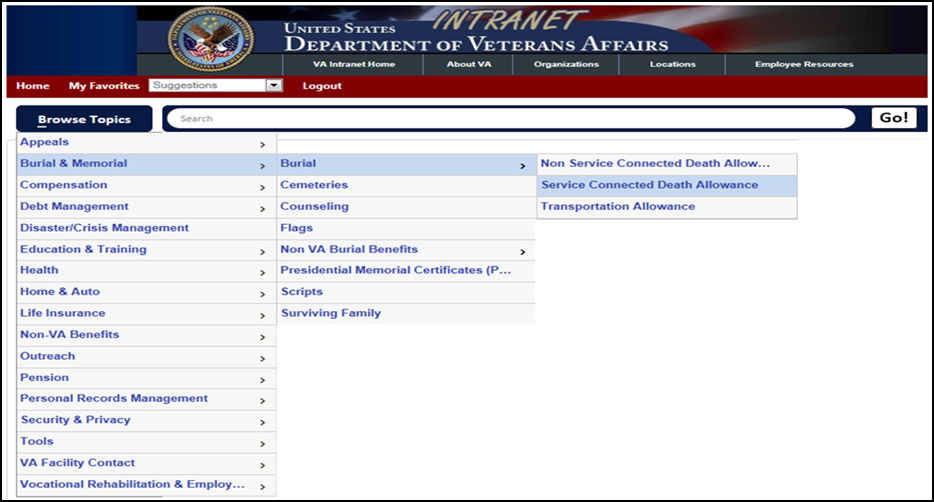 INTRANET
UNITED STATES
DEPARTMENT OF VETERANS AFFAIRS
VA Intranet Home About VA Organizations Locations Employee Resources
Home My Favorites Suggestions Logout
Browse Topics Search Go!
Appeals >
Burial & Memorial > Burial > Non Service Connected Death Allow...
Compensation > Cemeteries Service Connected Death Allowance
Debt Management > Counseling Transportation Allowance
Disaster/Crisis Management Flags
Education & Training > Non VA Burial Benefits >
Health > Presidential Memorial Certificates (P...
Home & Auto > Scripts
Life Insurance > Surviving Family
Non-VA Benefits >
Outreach >
Pension >
Personal Records Management >
Security & Privacy >
Tools >
VA Facility Contact >
Vocational Rehabilitation & Employ... >